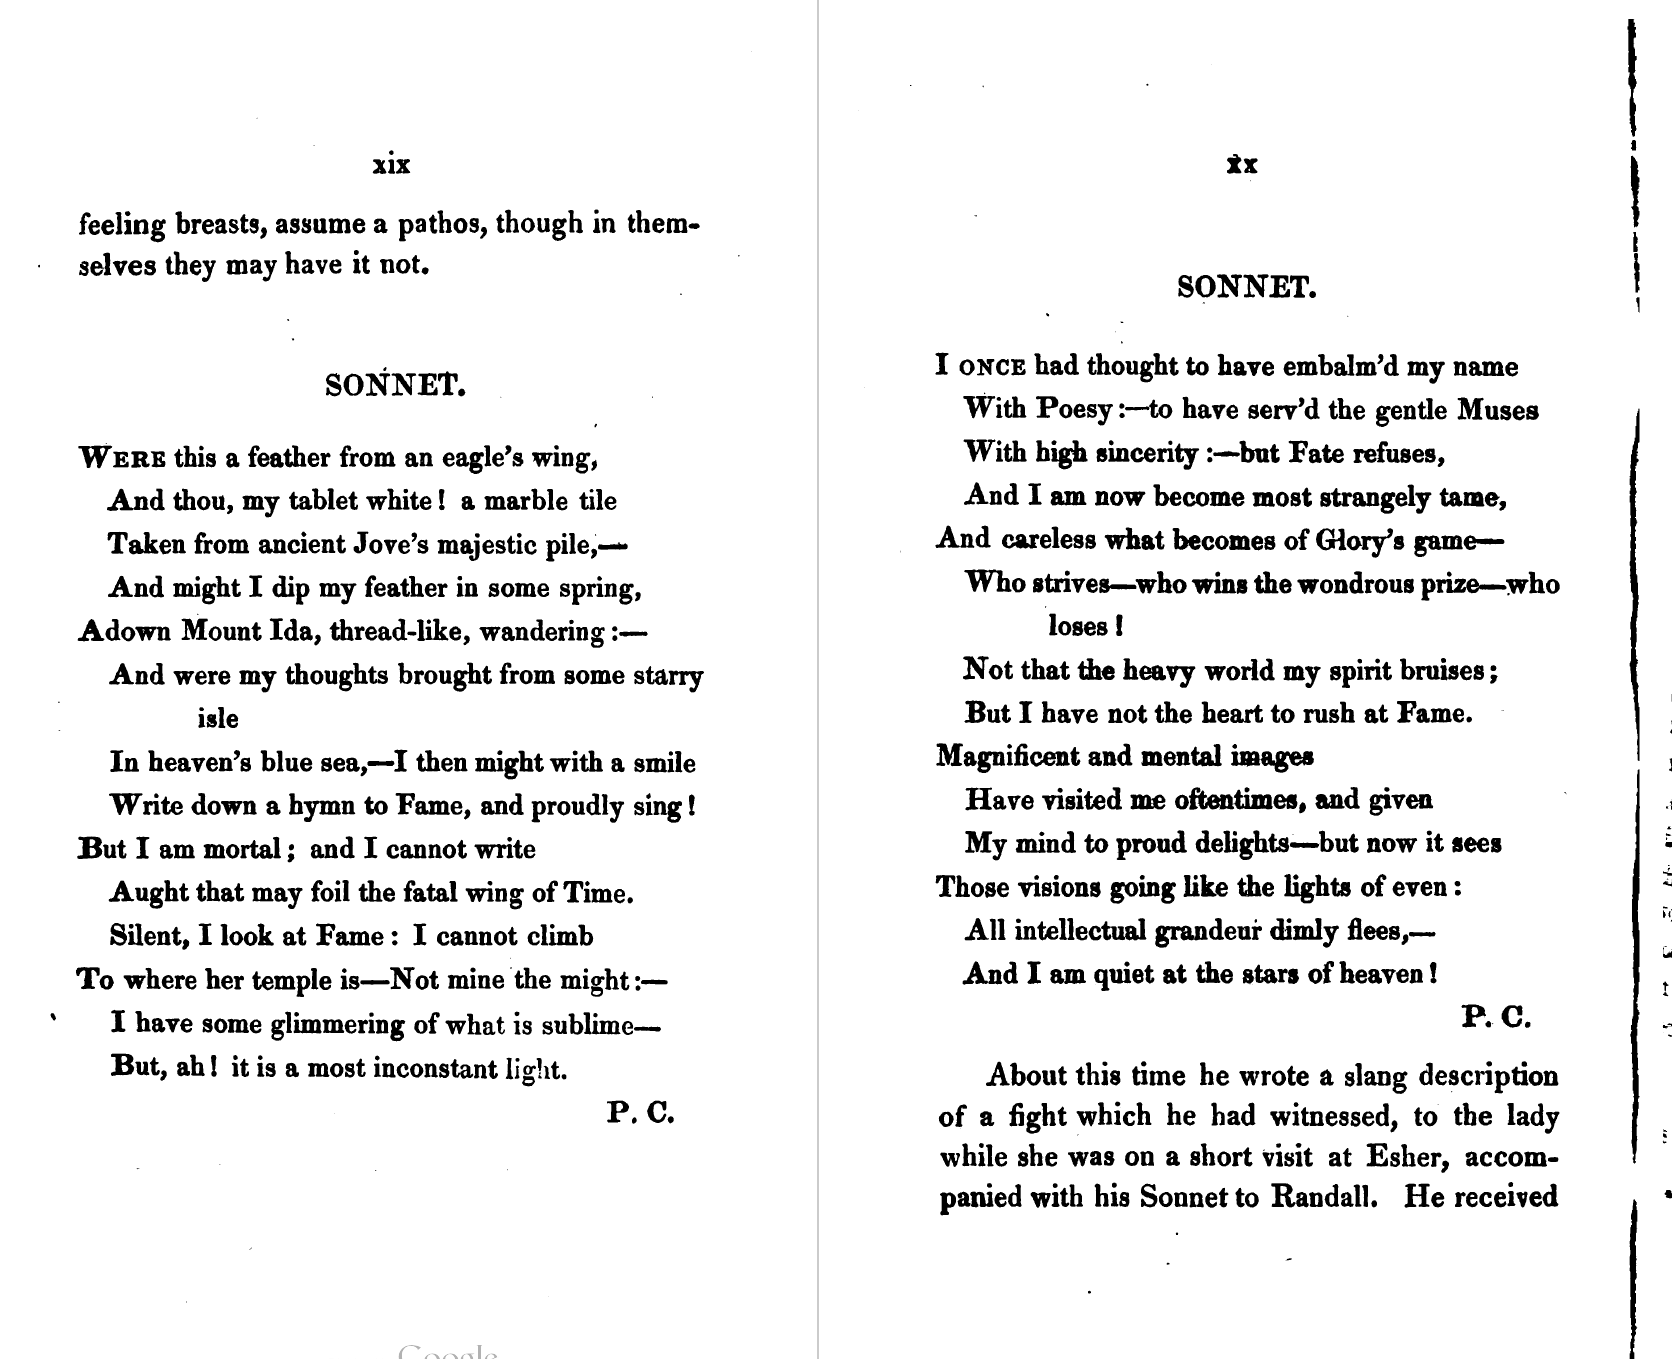 xix
feeling breasts, assume a pathos, though in them-
selves they may have it not.
SONNET.
WERE this a feather from an eagle's wing,
And thou, my tablet white! a marble tile
Taken from ancient Jove's majestic pile,—
And might I dip my feather in some spring,
Adown Mount Ida, thread-like, wandering:—
And were my thoughts brought from some starry
isle
In heaven's blue sea,—I then might with a smile
Write down a hymn to Fame, and proudly sing!
But I am mortal; and I cannot write
Aught that may foil the fatal wing of Time.
Silent, I look at Fame: I cannot climb
To where her temple is—Not mine the might:—
I have some glimmering of what is sublime—
But, ah! it is a most inconstant light.
P. C.
Google
xx
SONNET.
I ONCE had thought to have embalm'd my name
With Poesy:—to have serv'd the gentle Muses
With high sincerity:—but Fate refuses,
And I am now become most strangely tame,
And careless what becomes of Glory's game—
Who strives—who wins the wondrous prize—who
loses!
Not that the heavy world my spirit bruises;
But I have not the heart to rush at Fame.
Magnificent and mental images
Have visited me oftentimes, and given
My mind to proud delights—but now it sees
Those visions going like the lights of even:
All intellectual grandeur dimly flees,—
And I am quiet at the stars of heaven!
P. C.
About this time he wrote a slang description
of a fight which he had witnessed, to the lady
while she was on a short visit at Esher, accom-
panied with his Sonnet to Randall. He received